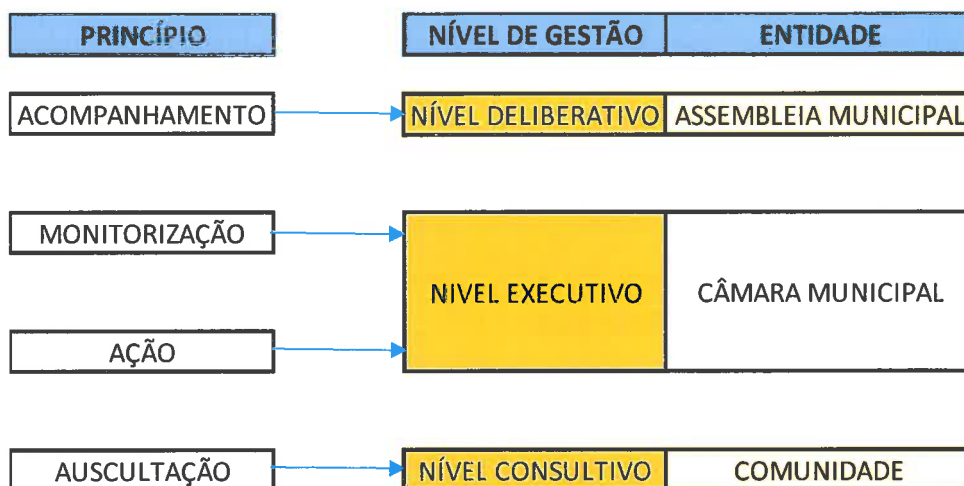 PRINCÍPIO NÍVEL DE GESTÃO ENTIDADE
ACOMPANHAMENTO NÍVEL DELIBERATIVO ASSEMBLEIA MUNICIPAL
MONITORIZAÇÃO
NIVEL EXECUTIVO CÂMARA MUNICIPAL
AÇÃO
AUSCULTAÇÃO NÍVEL CONSULTIVO COMUNIDADE